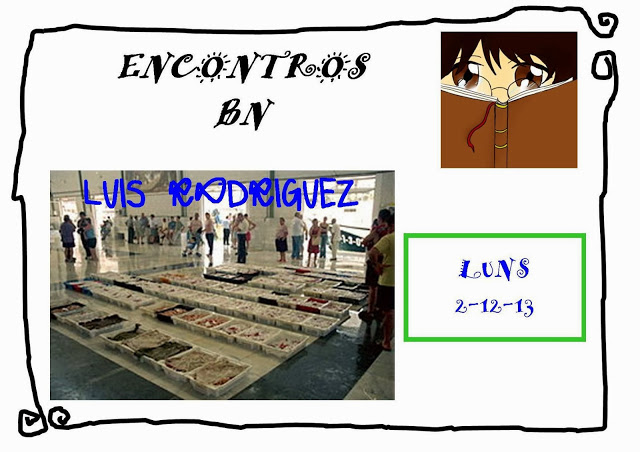 ENCONTROS
BN
LUIS RODRIGUEZ
LUNS
2-12-13